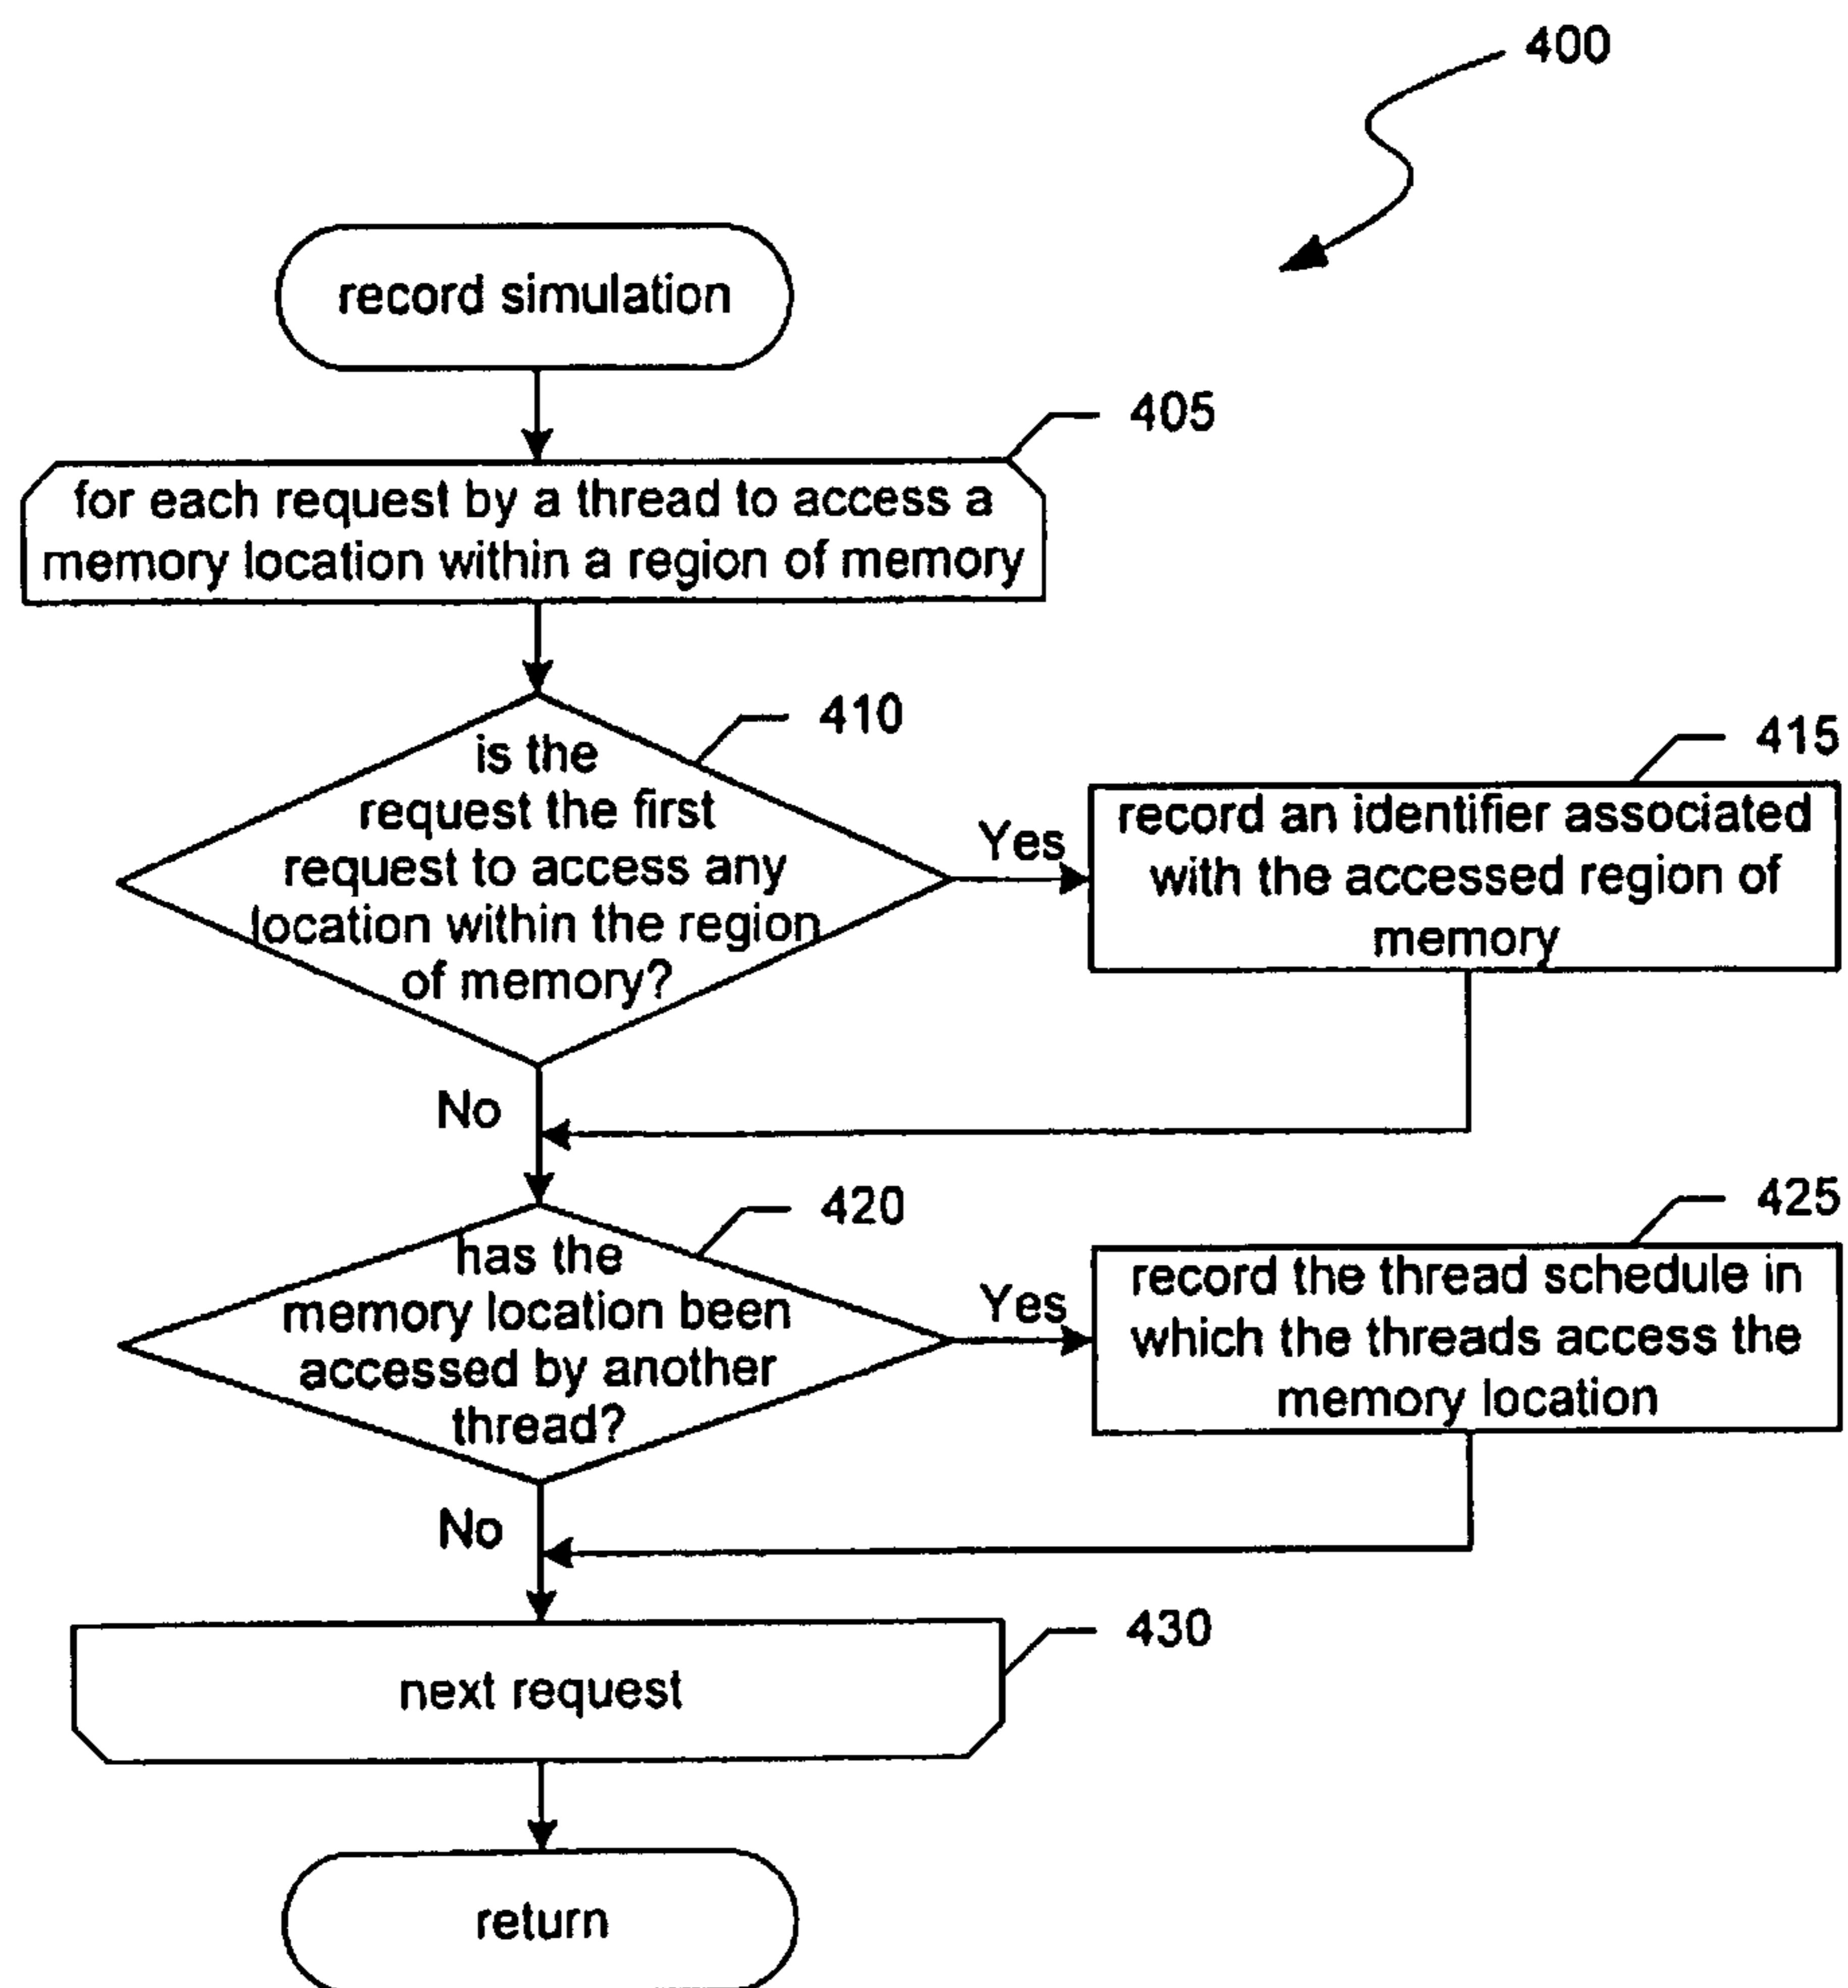 400
record simulation
405
for each request by a thread to access a
memory location within a region of memory
410
is the
request the first
request to access any
location within the region
of memory?
Yes
415
record an identifier associated
with the accessed region of
memory
No
420
has the
memory location been
accessed by another
thread?
Yes
425
record the thread schedule in
which the threads access the
memory location
No
430
next request
return